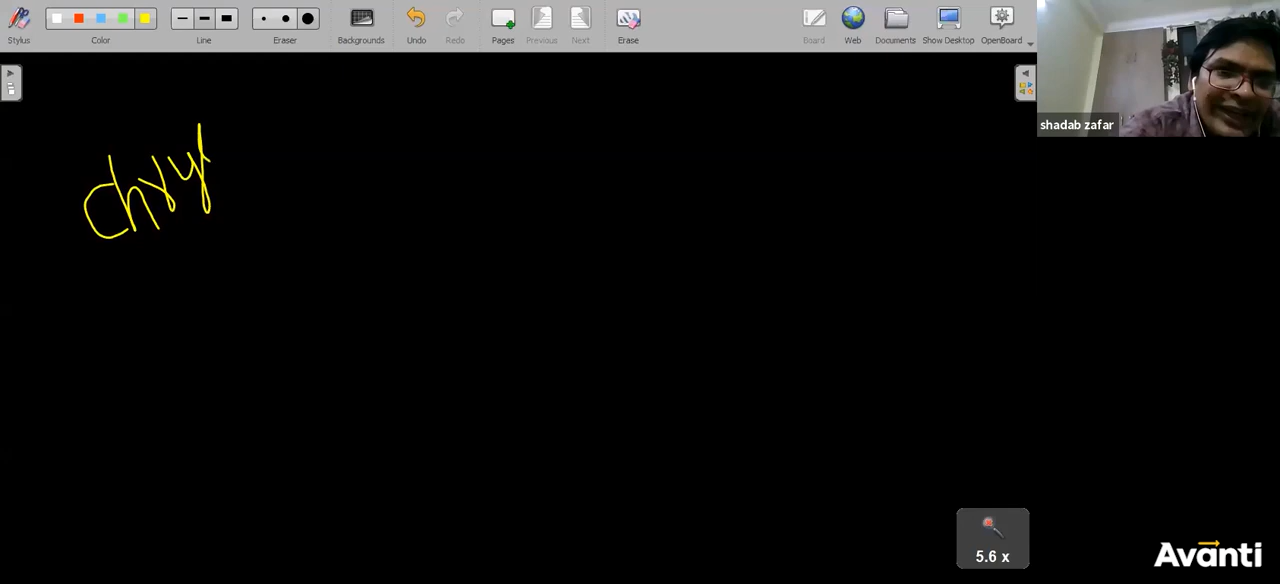 Stylus Color Line Eraser Backgrounds Undo Redo Pages Previous Next Erase Board Web Documents Show Desktop OpenBoard
shadab zafar
5.6 x
Avanti